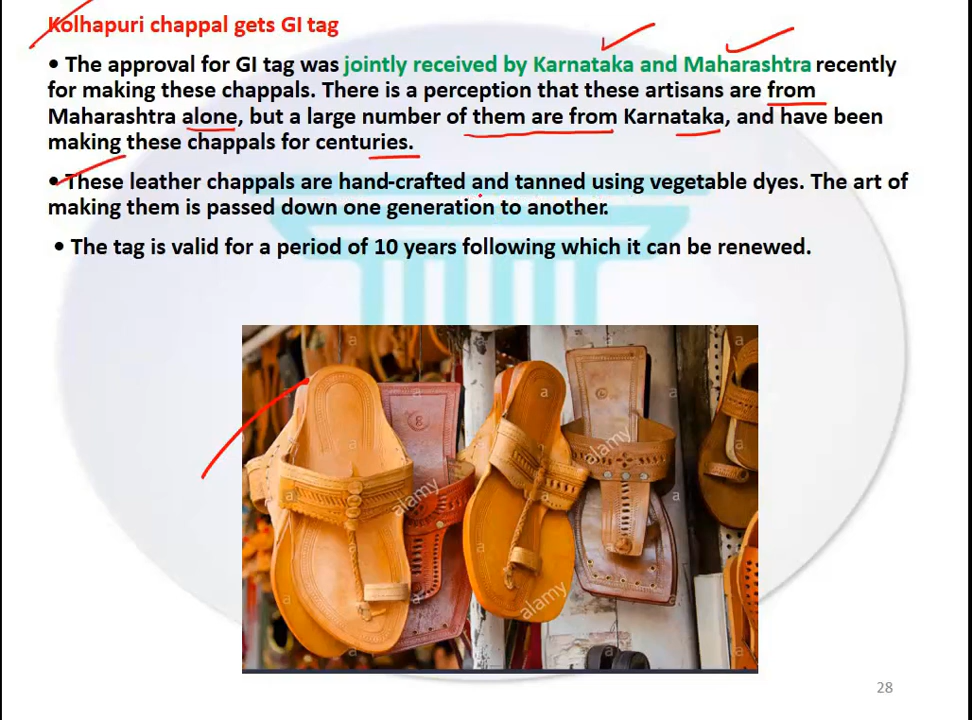 Kolhapuri chappal gets GI tag
• The approval for GI tag was jointly received by Karnataka and Maharashtra recently
for making these chappals. There is a perception that these artisans are from
Maharashtra alone, but a large number of them are from Karnataka, and have been
making these chappals for centuries.
• These leather chappals are hand-crafted and tanned using vegetable dyes. The art of
making them is passed down one generation to another.
• The tag is valid for a period of 10 years following which it can be renewed.
alamy
alamy
alamy
28